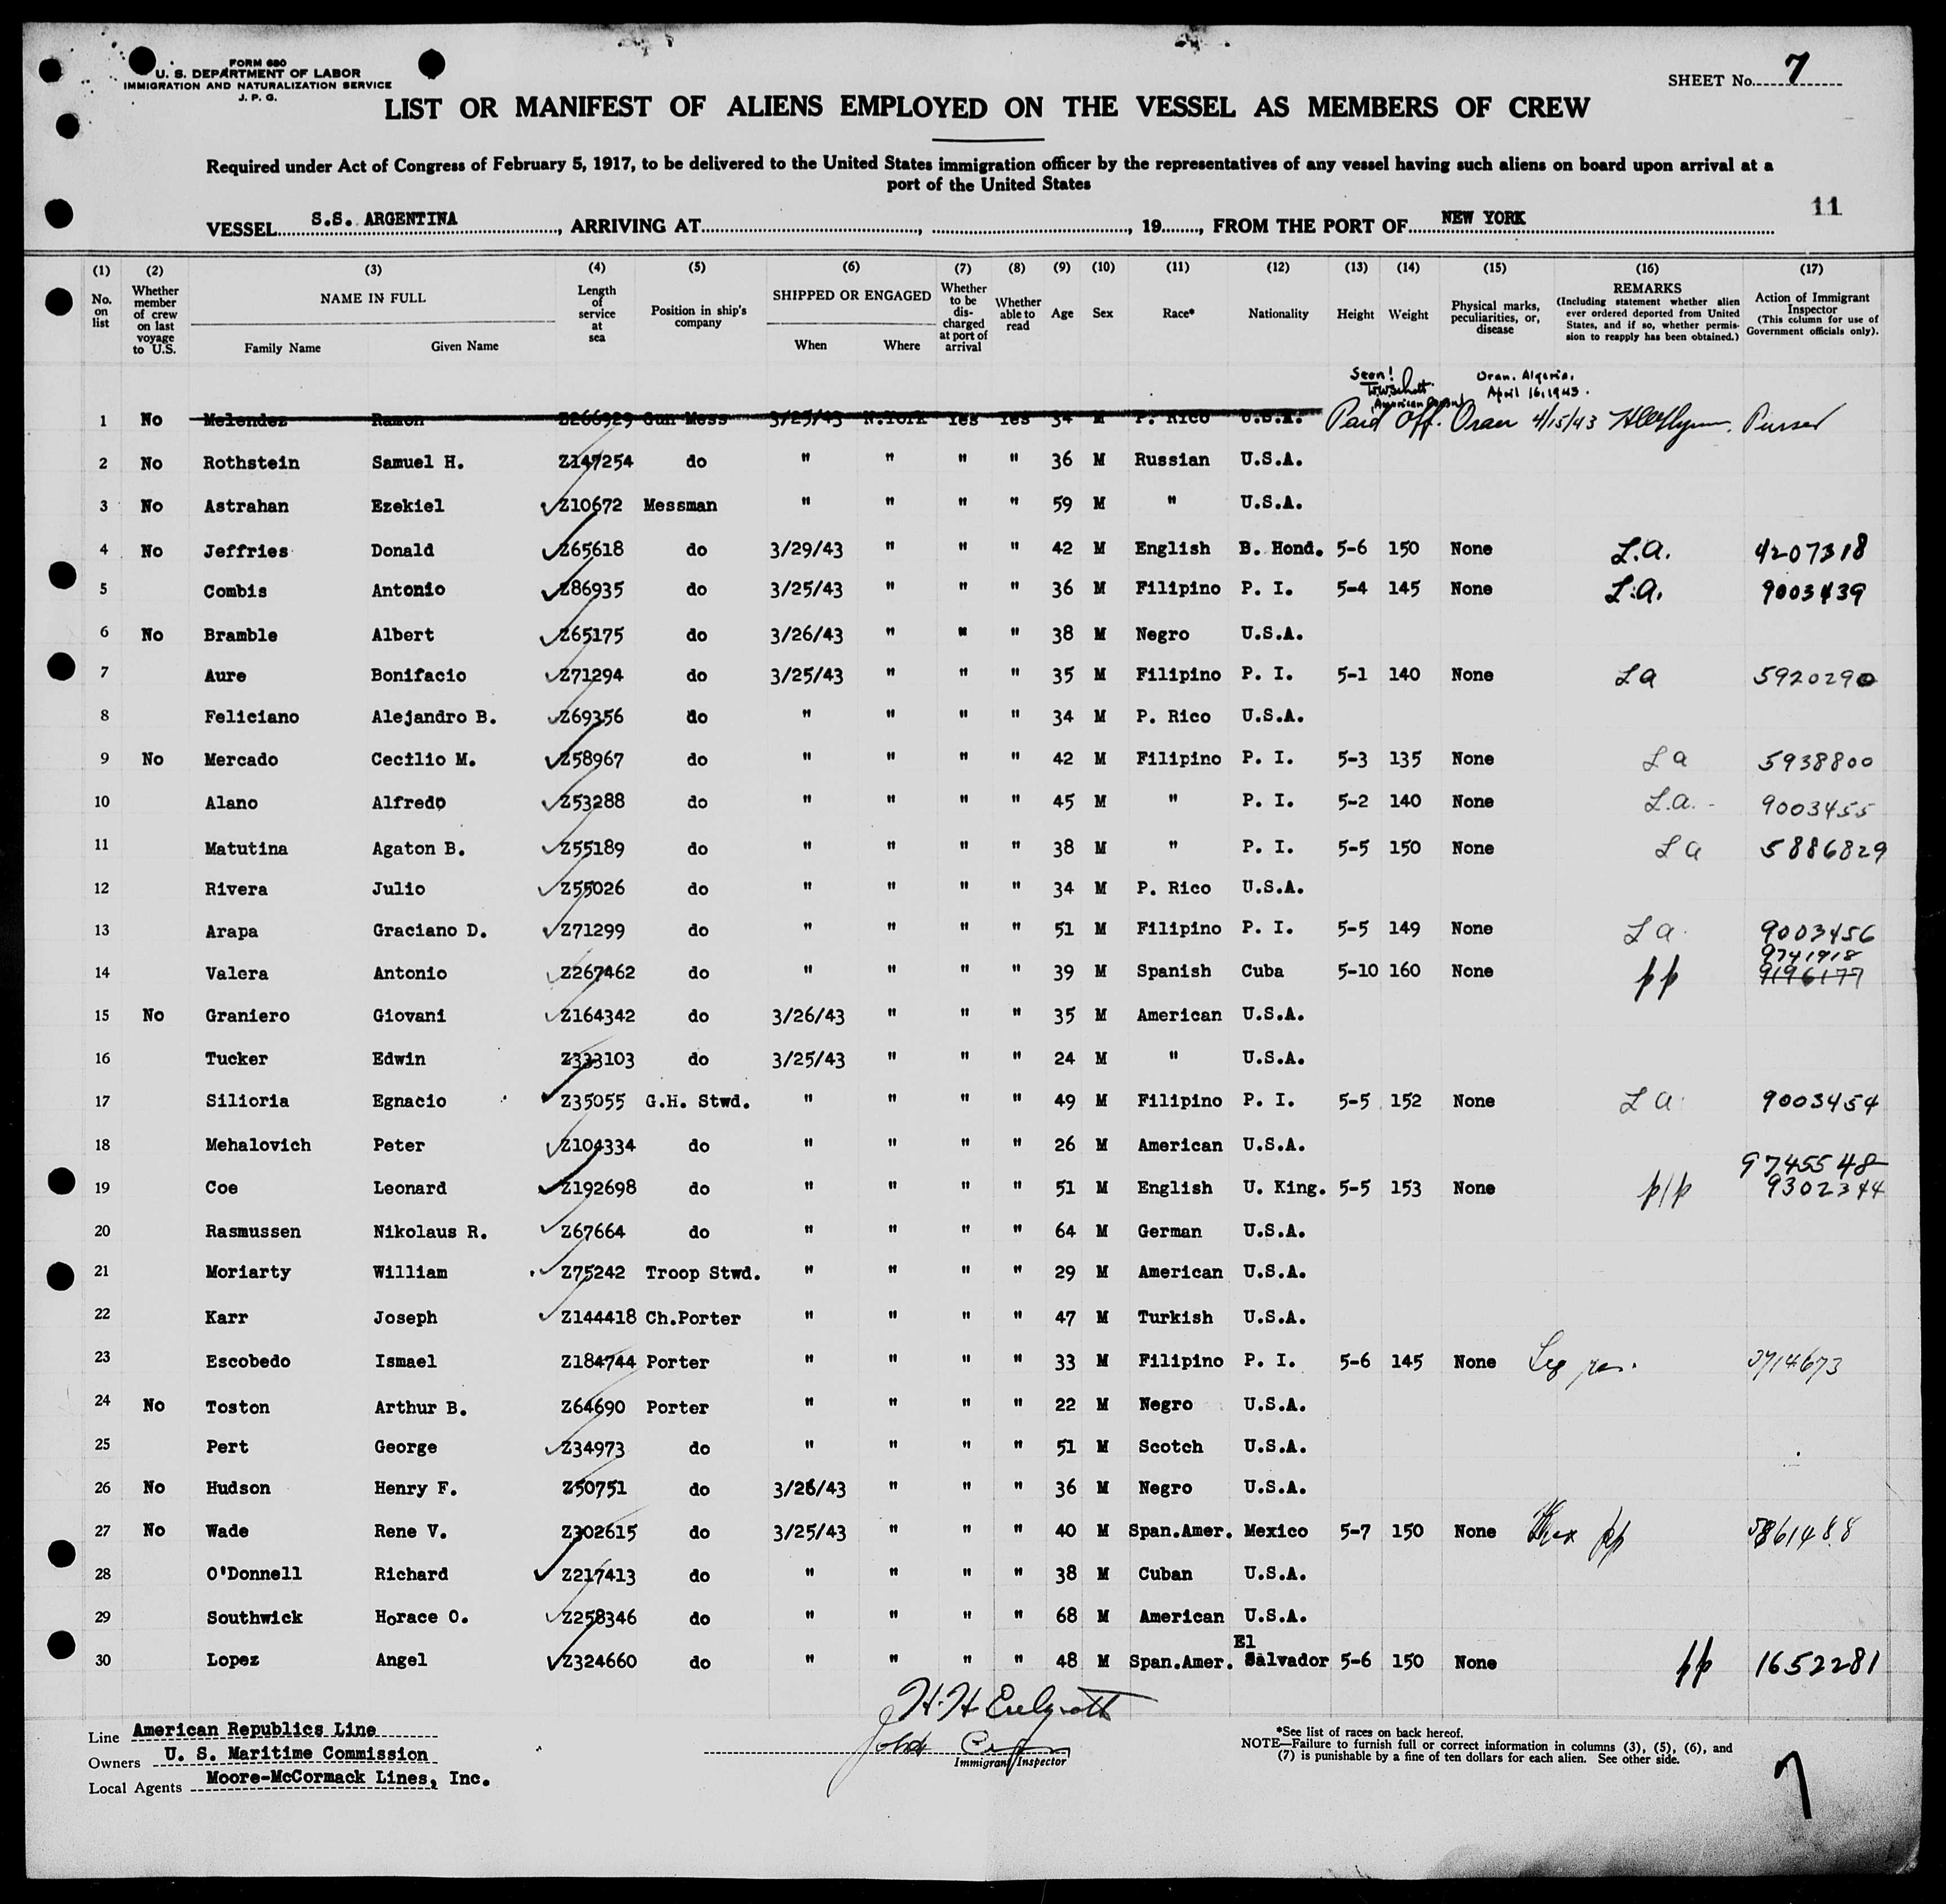 FORM 680
U. S. DEPARTMENT OF LABOR
IMMIGRATION AND NATURALIZATION SERVICE
J. P. G.
SHEET No. 7
LIST OR MANIFEST OF ALIENS EMPLOYED ON THE VESSEL AS MEMBERS OF CREW
Required under Act of Congress of February 5, 1917, to be delivered to the United States immigration officer by the representatives of any vessel having such aliens on board upon arrival at a
port of the United States
11
VESSEL S.S. ARGENTINA, ARRIVING AT , , 19 , FROM THE PORT OF NEW YORK
(1) (2) (3) (4) (5) (6) (7) (8) (9) (10) (11) (12) (13) (14) (15) (16) (17)
No. on list
Whether member of crew on last voyage to U.S.
NAME IN FULL
Family Name Given Name
Length of service at sea
Position in ship's company
SHIPPED OR ENGAGED
When Where
Whether to be discharged at port of arrival
Whether able to read
Age
Sex
Race*
Nationality
Height
Weight
Physical marks, peculiarities, or, disease
REMARKS
(Including statement whether alien ever ordered deported from United States, and if so, whether permission to reapply has been obtained.)
Action of Immigrant Inspector
(This column for use of Government officials only).
Seen! Oran, Algeria,
April 16, 1943.
1 No Melendez Ramon Z266929 Gun Mess 3/25/43 N.York Yes Yes 34 M P. Rico U.S.A. Paid off. Oran 4/15/43 Purser
2 No Rothstein Samuel H. Z147254 do " " " " 36 M Russian U.S.A.
3 No Astrahan Ezekiel Z10672 Messman " " " " 59 M " U.S.A.
4 No Jeffries Donald Z65618 do 3/29/43 " " " 42 M English B. Hond. 5-6 150 None L.A. 4207318
5 Combis Antonio Z86935 do 3/25/43 " " " 36 M Filipino P. I. 5-4 145 None L.A. 9003439
6 No Bramble Albert Z65175 do 3/26/43 " " " 38 M Negro U.S.A.
7 Aure Bonifacio Z71294 do 3/25/43 " " " 35 M Filipino P. I. 5-1 140 None La 5920290
8 Feliciano Alejandro B. Z69356 do " " " " 34 M P. Rico U.S.A.
9 No Mercado Cecilio M. Z58967 do " " " " 42 M Filipino P. I. 5-3 135 None La 5938800
10 Alano Alfredo Z53288 do " " " " 45 M " P. I. 5-2 140 None L.a. 9003455
11 Matutina Agaton B. Z55189 do " " " " 38 M " P. I. 5-5 150 None La 5886829
12 Rivera Julio Z55026 do " " " " 34 M P. Rico U.S.A.
13 Arapa Graciano D. Z71299 do " " " " 51 M Filipino P. I. 5-5 149 None La 9003456
9741918
14 Valera Antonio Z267462 do " " " " 39 M Spanish Cuba 5-10 160 None pp 9196177
15 No Graniero Giovani Z164342 do 3/26/43 " " " 35 M American U.S.A.
16 Tucker Edwin Z333103 do 3/25/43 " " " 24 M " U.S.A.
17 Silioria Egnacio Z35055 G.H. Stwd. " " " " 49 M Filipino P. I. 5-5 152 None La 9003454
18 Mehalovich Peter Z104334 do " " " " 26 M American U.S.A.
9745548
19 Coe Leonard Z192698 do " " " " 51 M English U. King. 5-5 153 None p/p 9302344
20 Rasmussen Nikolaus R. Z67664 do " " " " 64 M German U.S.A.
21 Moriarty William Z75242 Troop Stwd. " " " " 29 M American U.S.A.
22 Karr Joseph Z144418 Ch.Porter " " " " 47 M Turkish U.S.A.
23 Escobedo Ismael Z184744 Porter " " " " 33 M Filipino P. I. 5-6 145 None 3714673
24 No Toston Arthur B. Z64690 Porter " " " " 22 M Negro U.S.A.
25 Pert George Z34973 do " " " " 51 M Scotch U.S.A.
26 No Hudson Henry F. Z50751 do 3/26/43 " " " 36 M Negro U.S.A.
27 No Wade Rene V. Z302615 do 3/25/43 " " " 40 M Span.Amer. Mexico 5-7 150 None pp 5861488
28 O'Donnell Richard Z217413 do " " " " 38 M Cuban U.S.A.
29 Southwick Horace O. Z258346 do " " " " 68 M American U.S.A.
30 Lopez Angel Z324660 do " " " " 48 M Span.Amer. El Salvador 5-6 150 None pp 1652281
Line American Republics Line
Owners U. S. Maritime Commission
Local Agents Moore-McCormack Lines, Inc.
Immigrant Inspector
*See list of races on back hereof.
NOTE—Failure to furnish full or correct information in columns (3), (5), (6), and
(7) is punishable by a fine of ten dollars for each alien. See other side.
7